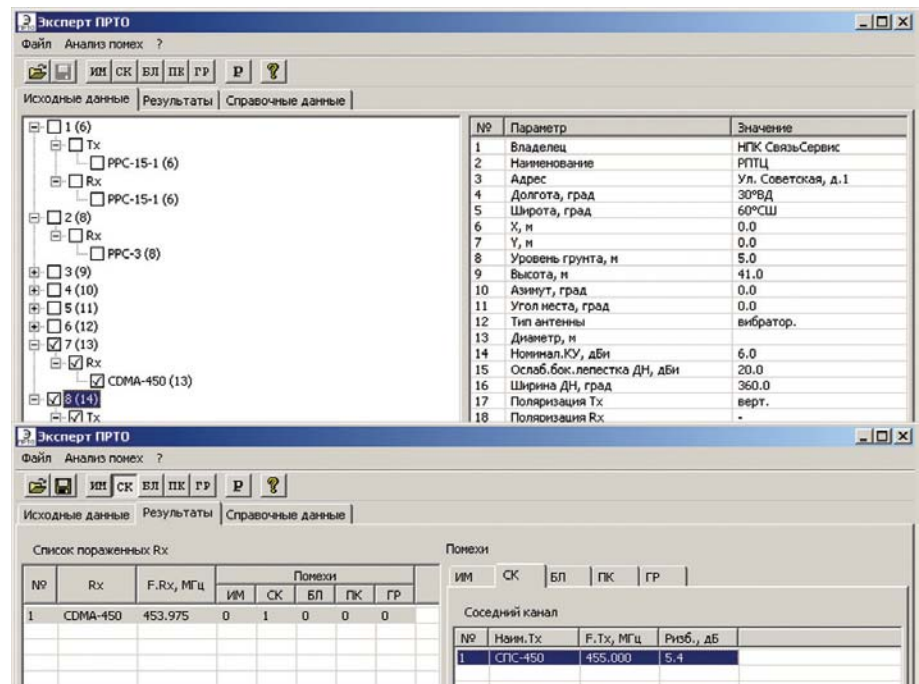 Эксперт ПРТО
Файл Анализ помех ?
ИМ СК БЛ ПК ГР Р ?
Исходные данные Результаты Справочные данные
1 (6)
Tx
РРС-15-1 (6)
Rx
РРС-15-1 (6)
2 (8)
Rx
РРС-3 (8)
3 (9)
4 (10)
5 (11)
6 (12)
7 (13)
Rx
CDMA-450 (13)
8 (14)
Tx
№ Параметр Значение
1 Владелец НПК СвязьСервис
2 Наименование РПТЦ
3 Адрес Ул. Советская, д.1
4 Долгота, град 30°ВД
5 Широта, град 60°СШ
6 X, м 0.0
7 Y, м 0.0
8 Уровень грунта, м 5.0
9 Высота, м 41.0
10 Азимут, град 0.0
11 Угол места, град 0.0
12 Тип антенны вибратор.
13 Диаметр, м
14 Номинал.КУ, дБи 6.0
15 Ослаб.бок.лепестка ДН, дБи 20.0
16 Ширина ДН, град 360.0
17 Поляризация Tx верт.
18 Поляризация Rx -
Эксперт ПРТО
Файл Анализ помех ?
ИМ СК БЛ ПК ГР Р ?
Исходные данные Результаты Справочные данные
Список пораженных Rx
№ Rx F.Rx, МГц Помехи
ИМ СК БЛ ПК ГР
1 CDMA-450 453.975 0 1 0 0 0
Помехи
ИМ СК БЛ ПК ГР
Соседний канал
№ Наим.Tx F.Tx, МГц Ризб., дБ
1 СПС-450 455.000 5.4